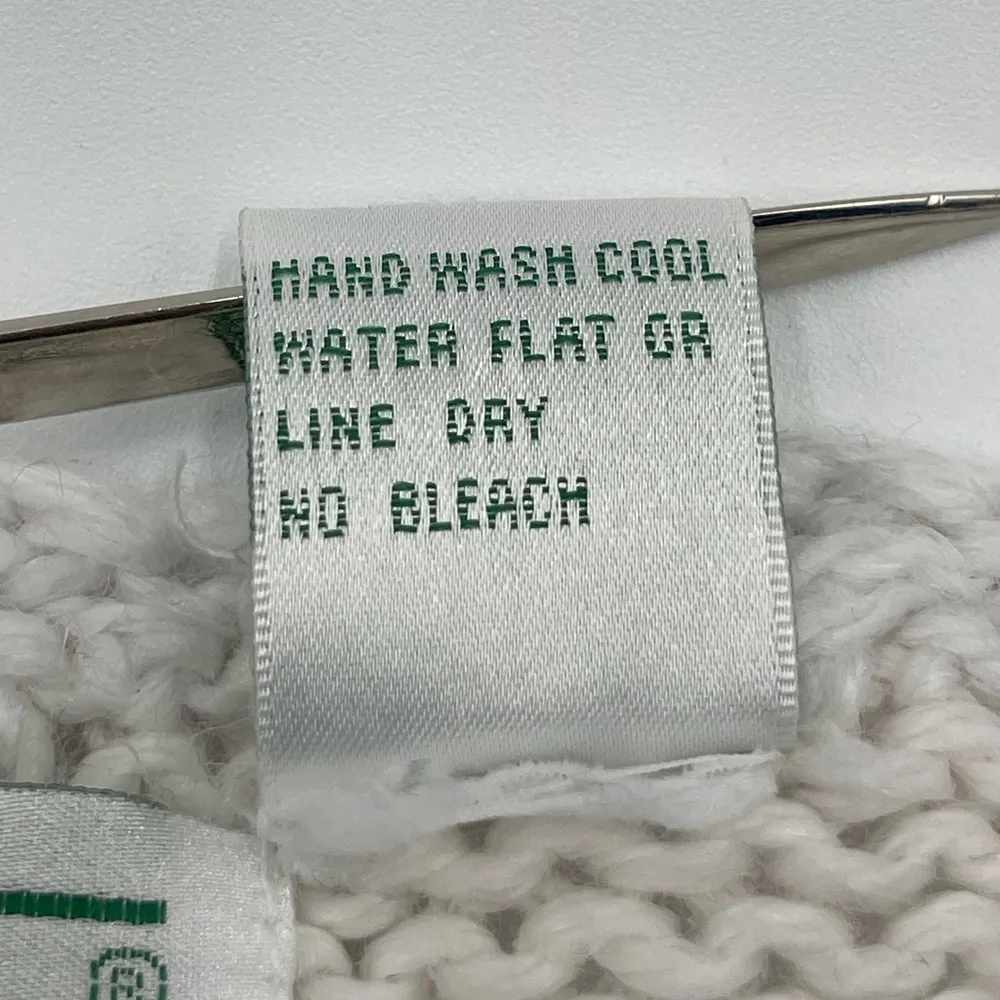 HAND WASH COOL
WATER FLAT OR
LINE DRY
NO BLEACH
®